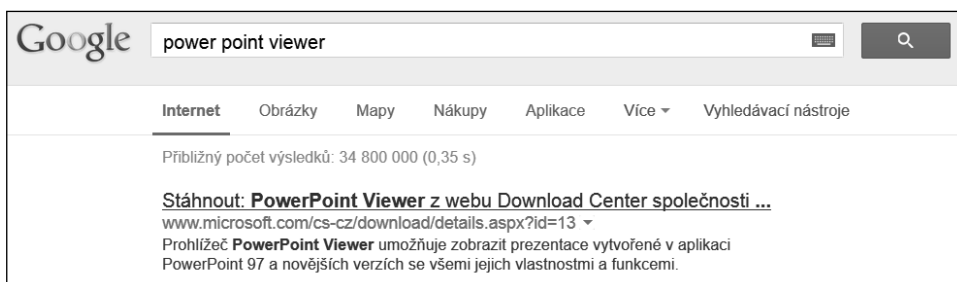 Google power point viewer
Internet Obrázky Mapy Nákupy Aplikace Více Vyhledávací nástroje
Přibližný počet výsledků: 34 800 000 (0,35 s)
Stáhnout: PowerPoint Viewer z webu Download Center společnosti ...
www.microsoft.com/cs-cz/download/details.aspx?id=13
Prohlížeč PowerPoint Viewer umožňuje zobrazit prezentace vytvořené v aplikaci
PowerPoint 97 a novějších verzích se všemi jejich vlastnostmi a funkcemi.